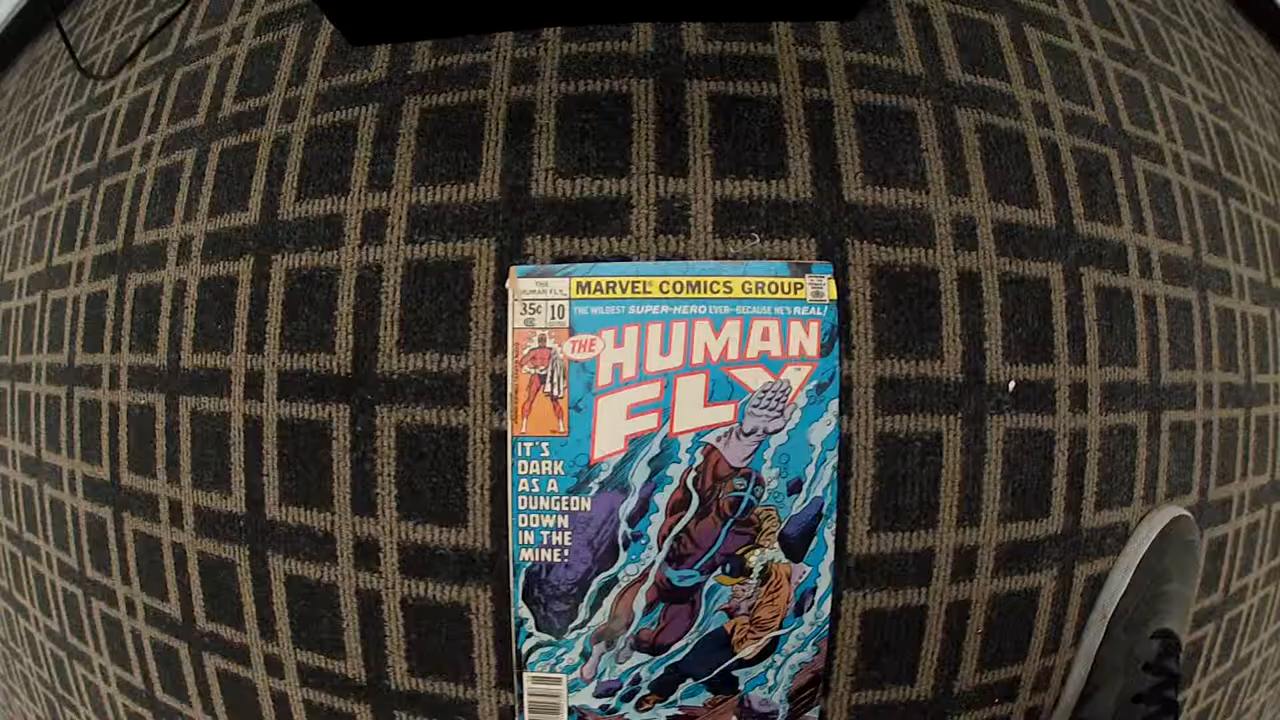 THE
HUMAN FLY
MARVEL COMICS GROUP
35¢ 10
THE WILDEST SUPER-HERO EVER—BECAUSE HE'S REAL!
THE HUMAN
FLY
IT'S
DARK
AS A
DUNGEON
DOWN
IN THE
MINE!